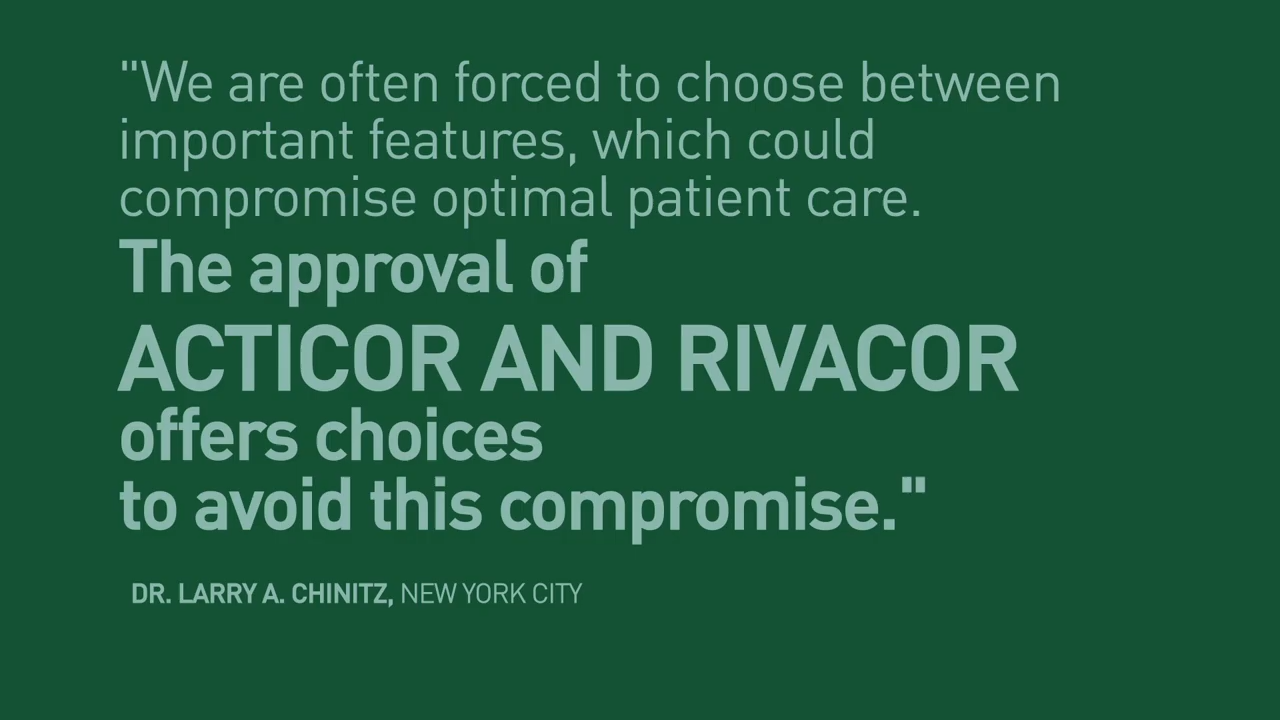 "We are often forced to choose between
important features, which could
compromise optimal patient care.
The approval of
ACTICOR AND RIVACOR
offers choices
to avoid this compromise."
DR. LARRY A. CHINITZ, NEW YORK CITY